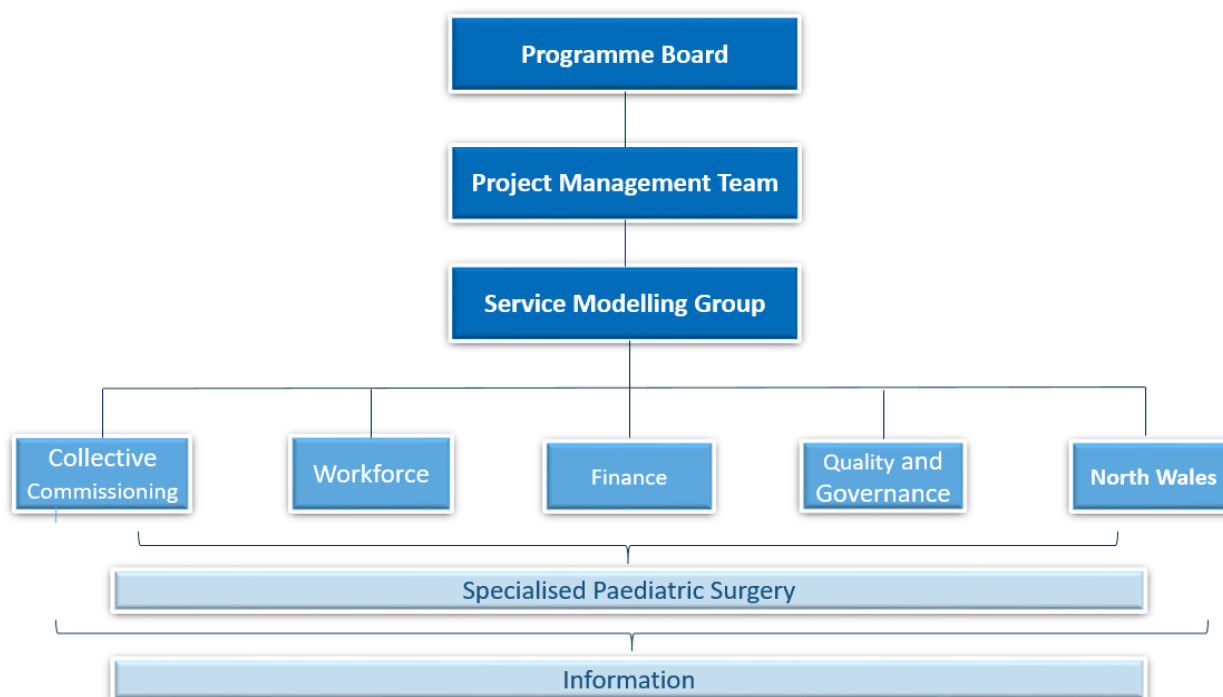 Programme Board
Project Management Team
Service Modelling Group
Collective
Commissioning
Workforce
Finance
Quality and
Governance
North Wales
Specialised Paediatric Surgery
Information